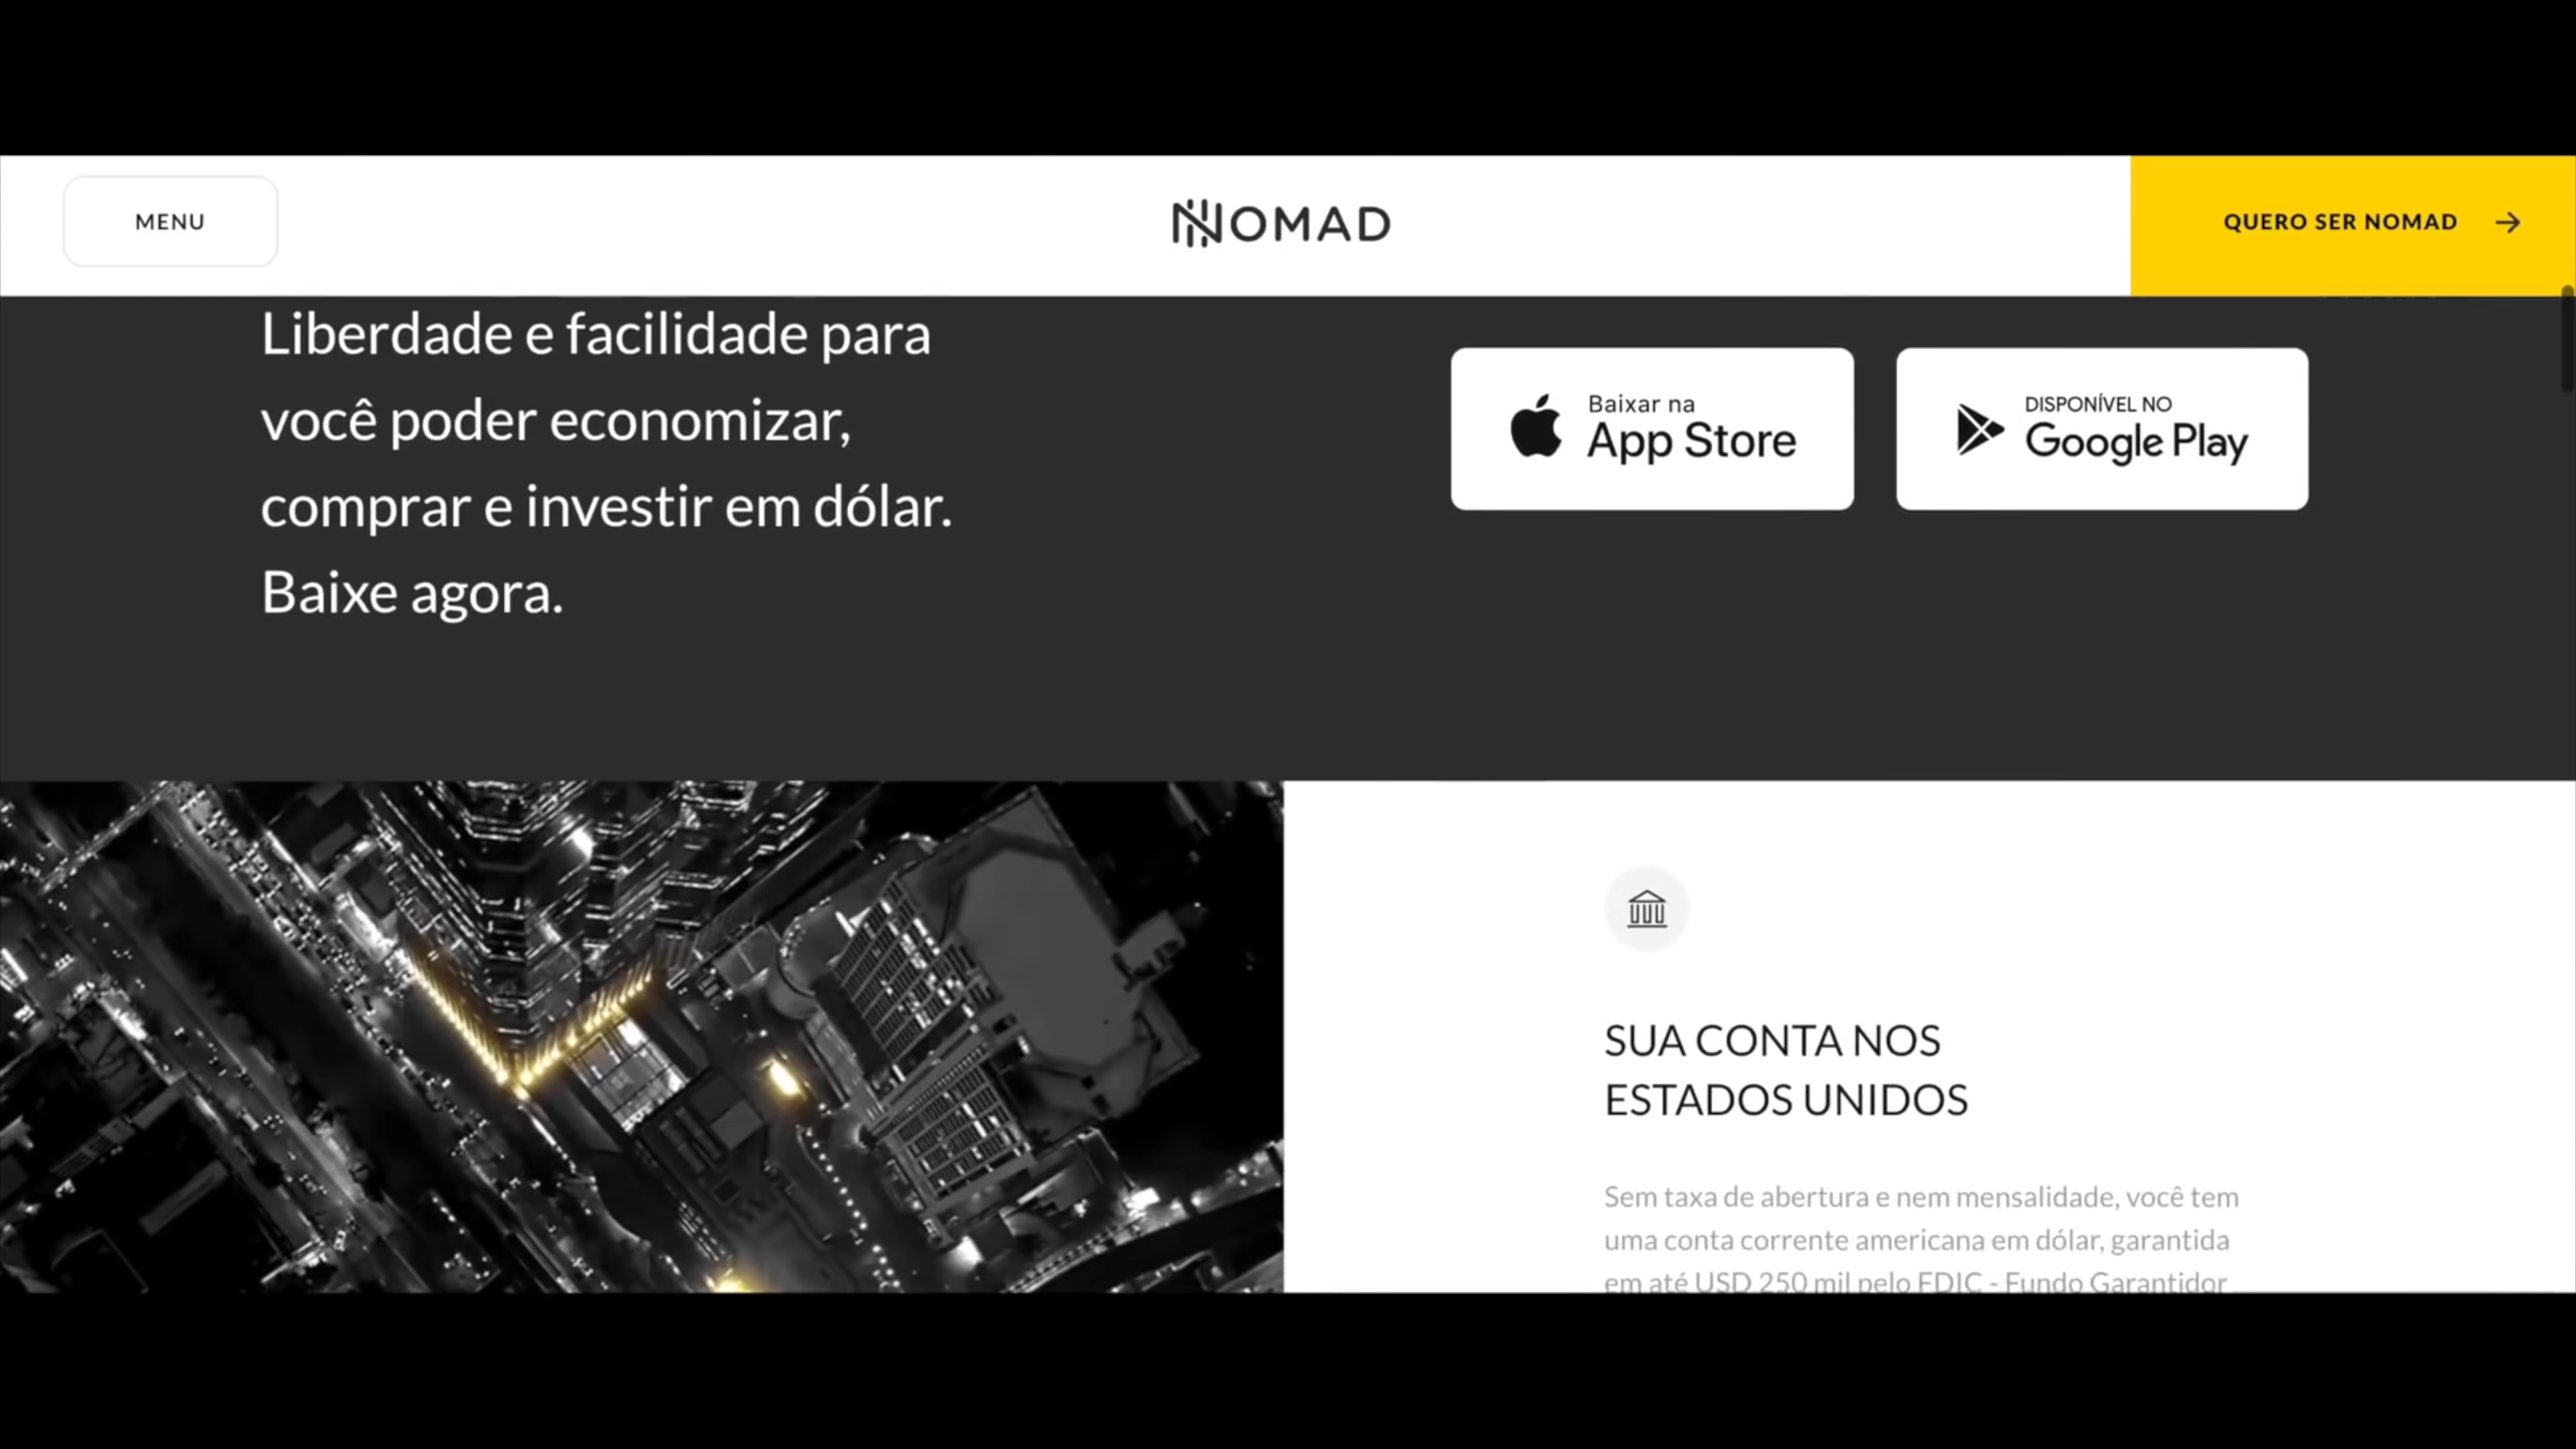 MENU
NOMAD
QUERO SER NOMAD
Liberdade e facilidade para
você poder economizar,
comprar e investir em dólar.
Baixe agora.
Baixar na
App Store
DISPONÍVEL NO
Google Play
SUA CONTA NOS
ESTADOS UNIDOS
Sem taxa de abertura e nem mensalidade, você tem
uma conta corrente americana em dólar, garantida
em até USD 250 mil pelo FDIC - Fundo Garantidor